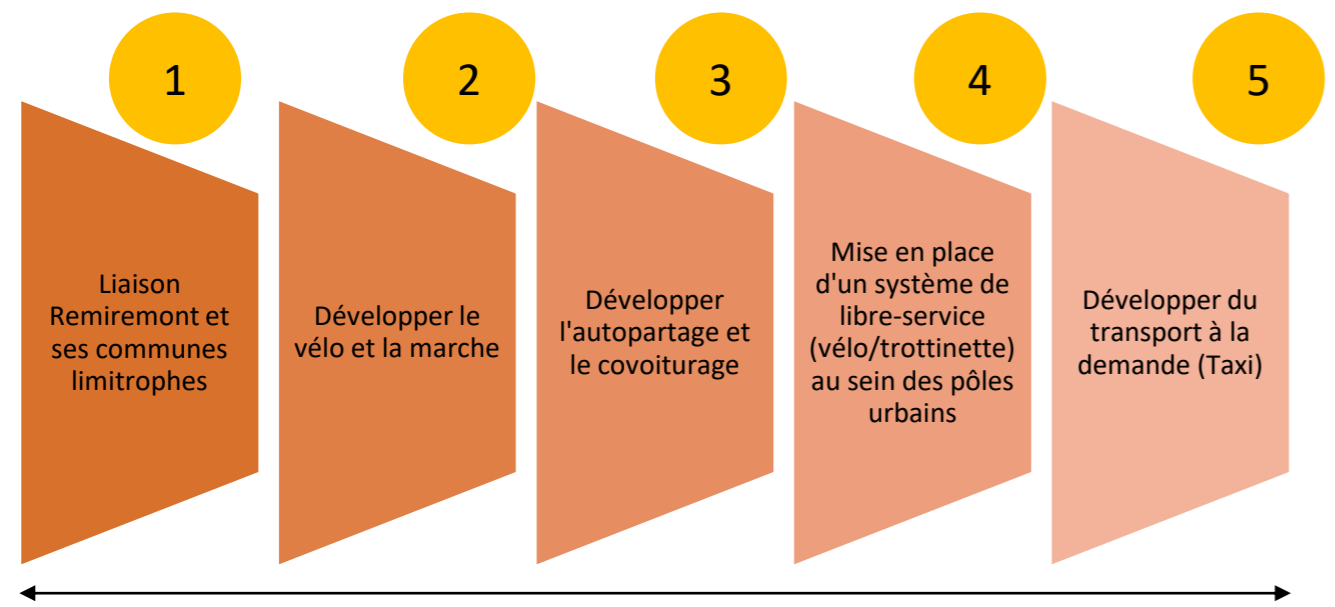 1
2
3
4
5
Liaison
Remiremont et
ses communes
limitrophes
Développer le
vélo et la marche
Développer
l'autopartage et
le covoiturage
Mise en place
d'un système de
libre-service
(vélo/trottinette)
au sein des pôles
urbains
Développer du
transport à la
demande (Taxi)